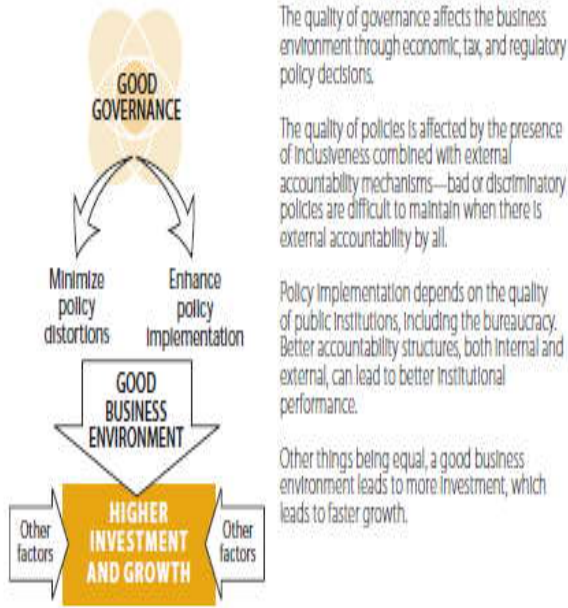 GOOD
GOVERNANCE
Minimize
policy
distortions
Enhance
policy
implementation
GOOD
BUSINESS
ENVIRONMENT
Other
factors
HIGHER
INVESTMENT
AND GROWTH
Other
factors
The quality of governance affects the business
environment through economic, tax, and regulatory
policy decisions.
The quality of policies is affected by the presence
of inclusiveness combined with external
accountability mechanisms—bad or discriminatory
policies are difficult to maintain when there is
external accountability by all.
Policy implementation depends on the quality
of public institutions, including the bureaucracy.
Better accountability structures, both internal and
external, can lead to better institutional
performance.
Other things being equal, a good business
environment leads to more investment, which
leads to faster growth.